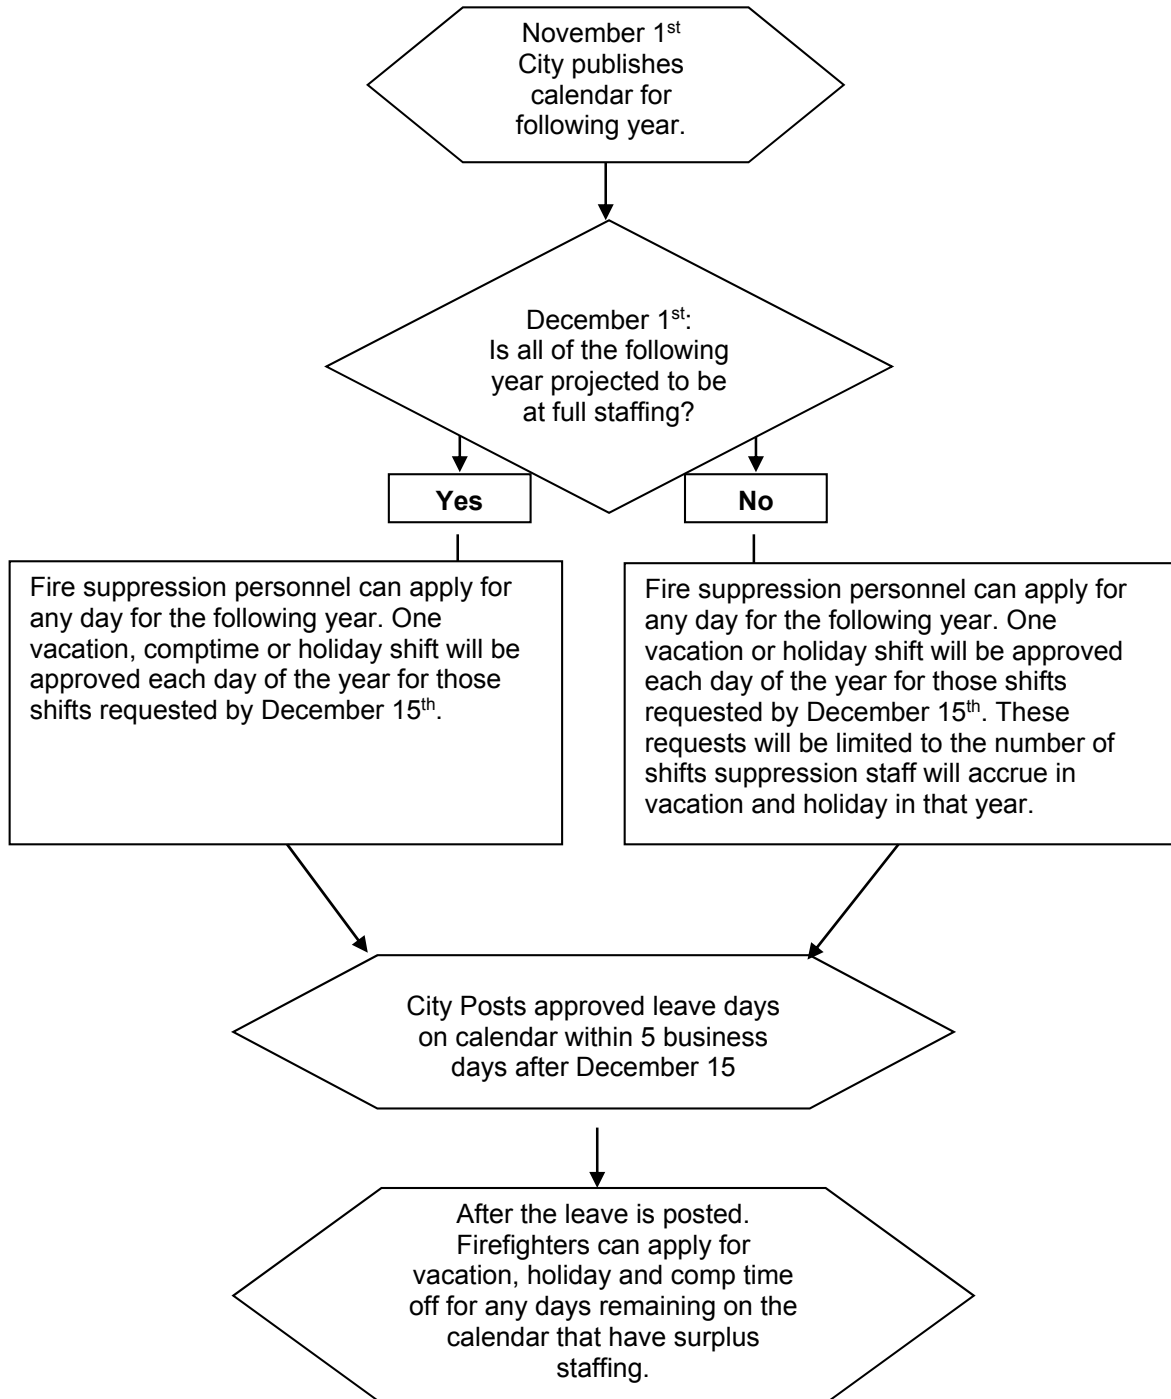 November 1st
City publishes
calendar for
following year.
December 1st:
Is all of the following
year projected to be
at full staffing?
Yes
No
Fire suppression personnel can apply for
any day for the following year. One
vacation, comptime or holiday shift will be
approved each day of the year for those
shifts requested by December 15th.
Fire suppression personnel can apply for
any day for the following year. One
vacation or holiday shift will be approved
each day of the year for those shifts
requested by December 15th. These
requests will be limited to the number of
shifts suppression staff will accrue in
vacation and holiday in that year.
City Posts approved leave days
on calendar within 5 business
days after December 15
After the leave is posted.
Firefighters can apply for
vacation, holiday and comp time
off for any days remaining on the
calendar that have surplus
staffing.